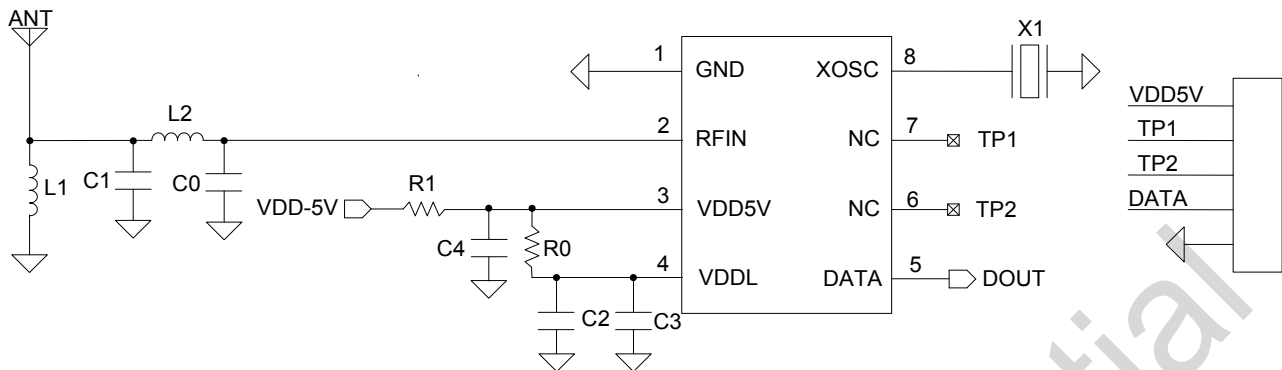 ANT
L2
L1
C1
C0
VDD-5V
R1
C4
R0
C2
C3
1
GND
2
RFIN
3
VDD5V
4
VDDL
XOSC
8
X1
NC
7
TP1
NC
6
TP2
DATA
5
DOUT
VDD5V
TP1
TP2
DATA
tial